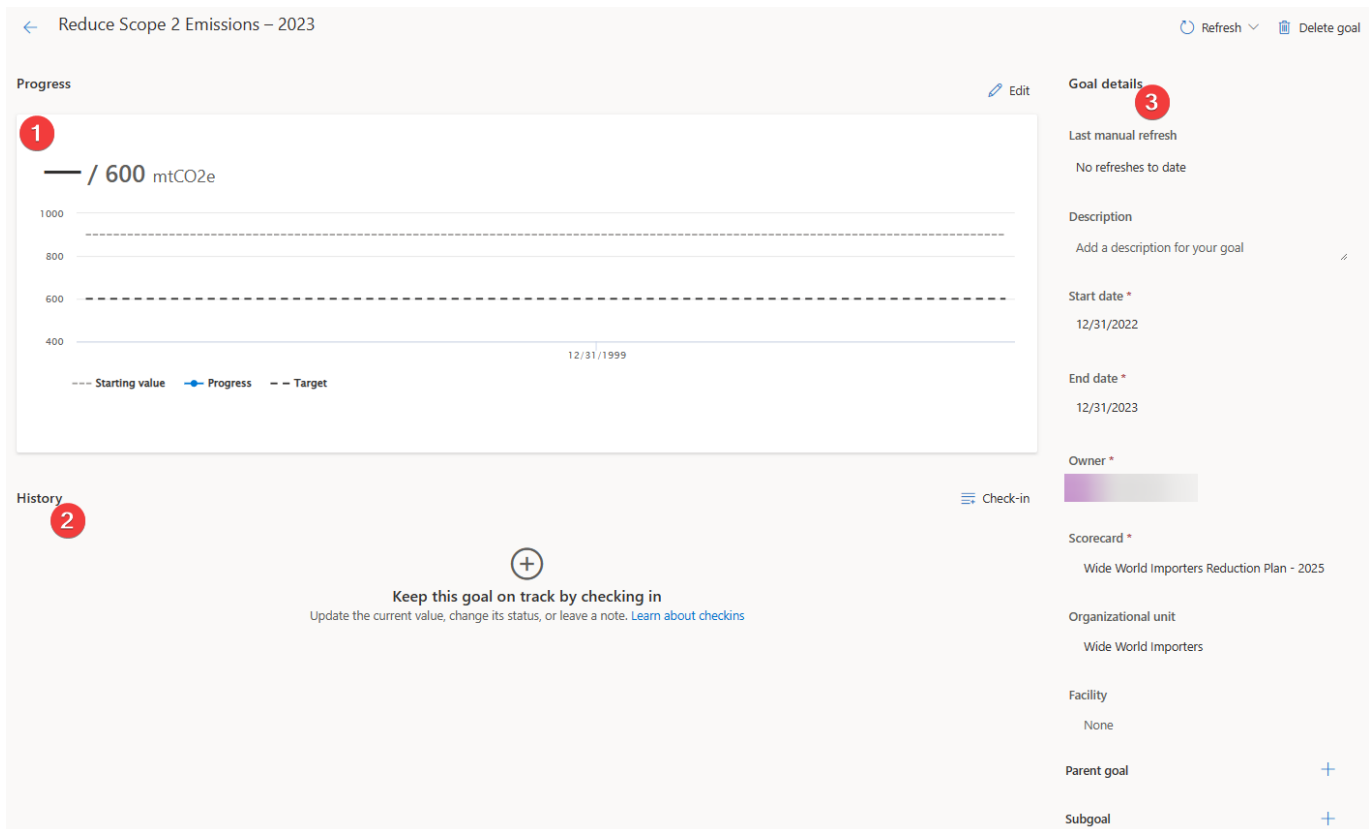 Reduce Scope 2 Emissions – 2023
Refresh
Delete goal
Progress
Edit
1
— / 600 mtCO2e
1000
800
600
400
12/31/1999
Starting value
Progress
Target
History
Check-in
2
Keep this goal on track by checking in
Update the current value, change its status, or leave a note. Learn about checkins
Goal details
3
Last manual refresh
No refreshes to date
Description
Add a description for your goal
Start date *
12/31/2022
End date *
12/31/2023
Owner *
Scorecard *
Wide World Importers Reduction Plan - 2025
Organizational unit
Wide World Importers
Facility
None
Parent goal
Subgoal